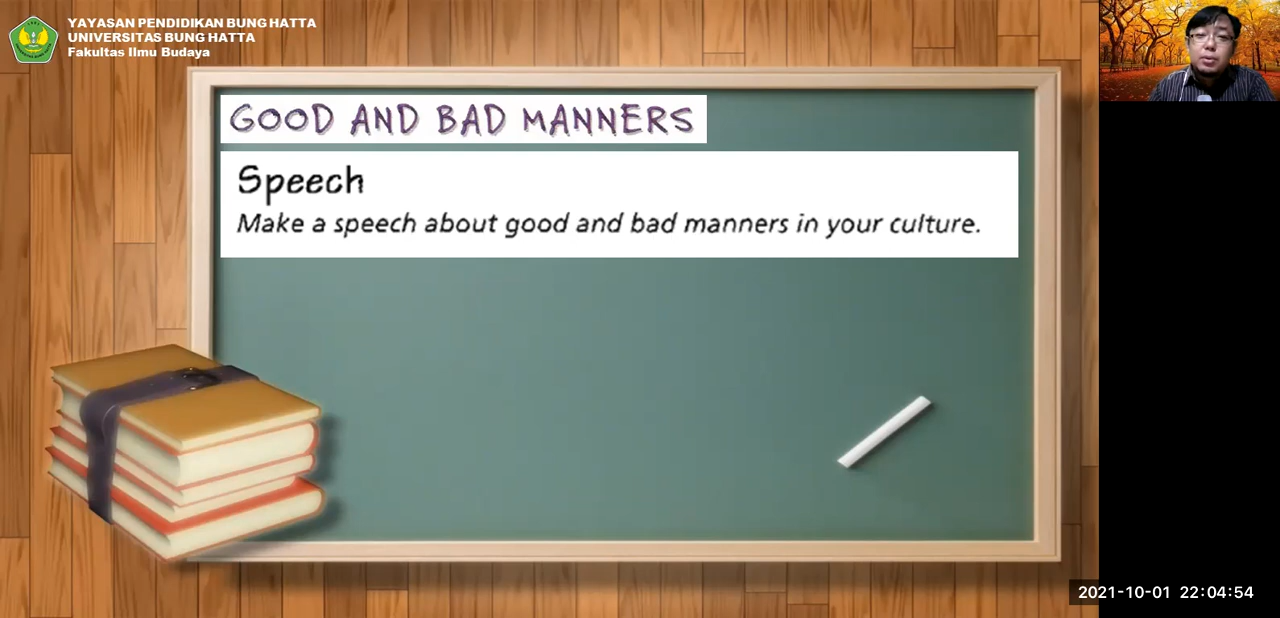 YAYASAN PENDIDIKAN BUNG HATTA
UNIVERSITAS BUNG HATTA
Fakultas Ilmu Budaya
GOOD AND BAD MANNERS
Speech
Make a speech about good and bad manners in your culture.
2021-10-01 22:04:54